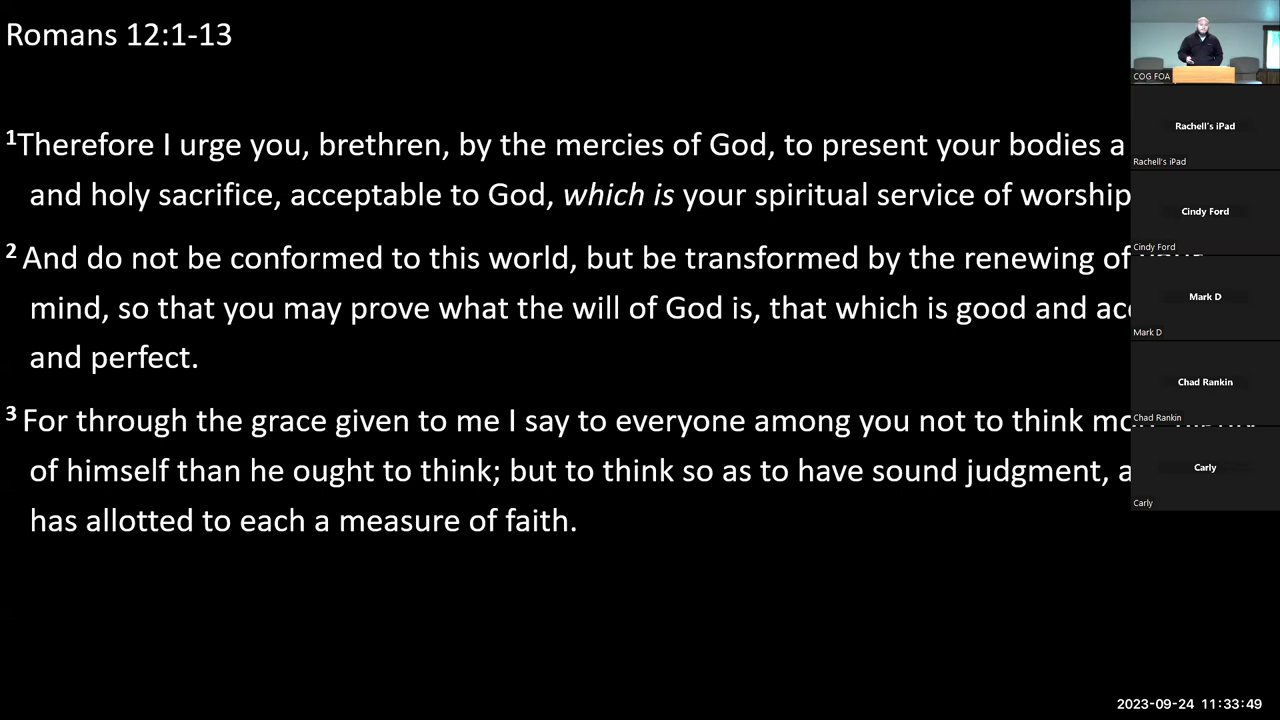 Romans 12:1-13
1Therefore I urge you, brethren, by the mercies of God, to present your bodies a
and holy sacrifice, acceptable to God, which is your spiritual service of worship
2 And do not be conformed to this world, but be transformed by the renewing of
mind, so that you may prove what the will of God is, that which is good and acc
and perfect.
3 For through the grace given to me I say to everyone among you not to think mo
of himself than he ought to think; but to think so as to have sound judgment, a
has allotted to each a measure of faith.
COG FOA
Rachell's iPad
Rachell's iPad
Cindy Ford
Cindy Ford
Mark D
Mark D
Chad Rankin
Chad Rankin
Carly
Carly
2023-09-24 11:33:49